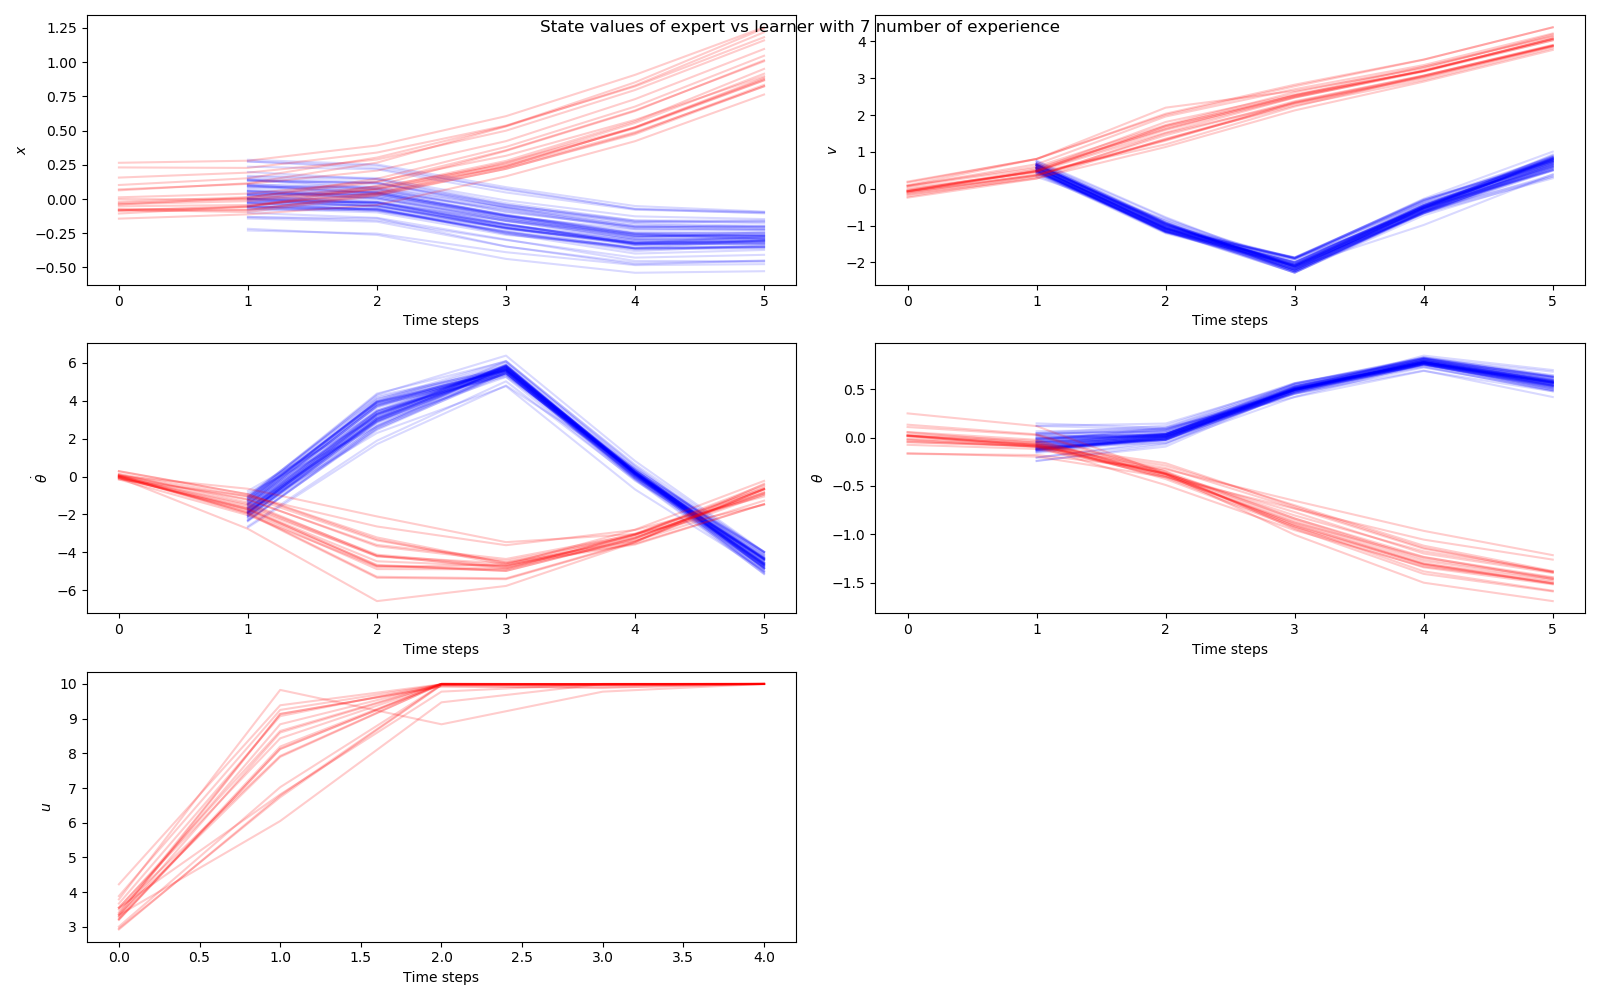 State values of expert vs learner with 7 number of experience
1.25
1.00
0.75
0.50
0.25
0.00
−0.25
−0.50
x
0 1 2 3 4 5
Time steps
4
3
2
1
0
−1
−2
v
0 1 2 3 4 5
Time steps
6
4
2
0
−2
−4
−6
θ̇
0 1 2 3 4 5
Time steps
0.5
0.0
−0.5
−1.0
−1.5
θ
0 1 2 3 4 5
Time steps
10
9
8
7
6
5
4
3
u
0.0 0.5 1.0 1.5 2.0 2.5 3.0 3.5 4.0
Time steps